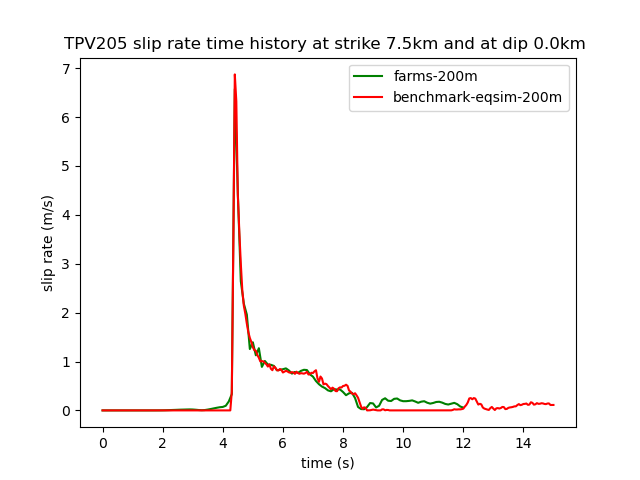 TPV205 slip rate time history at strike 7.5km and at dip 0.0km
farms-200m
benchmark-eqsim-200m
slip rate (m/s)
7
6
5
4
3
2
1
0
0 2 4 6 8 10 12 14
time (s)